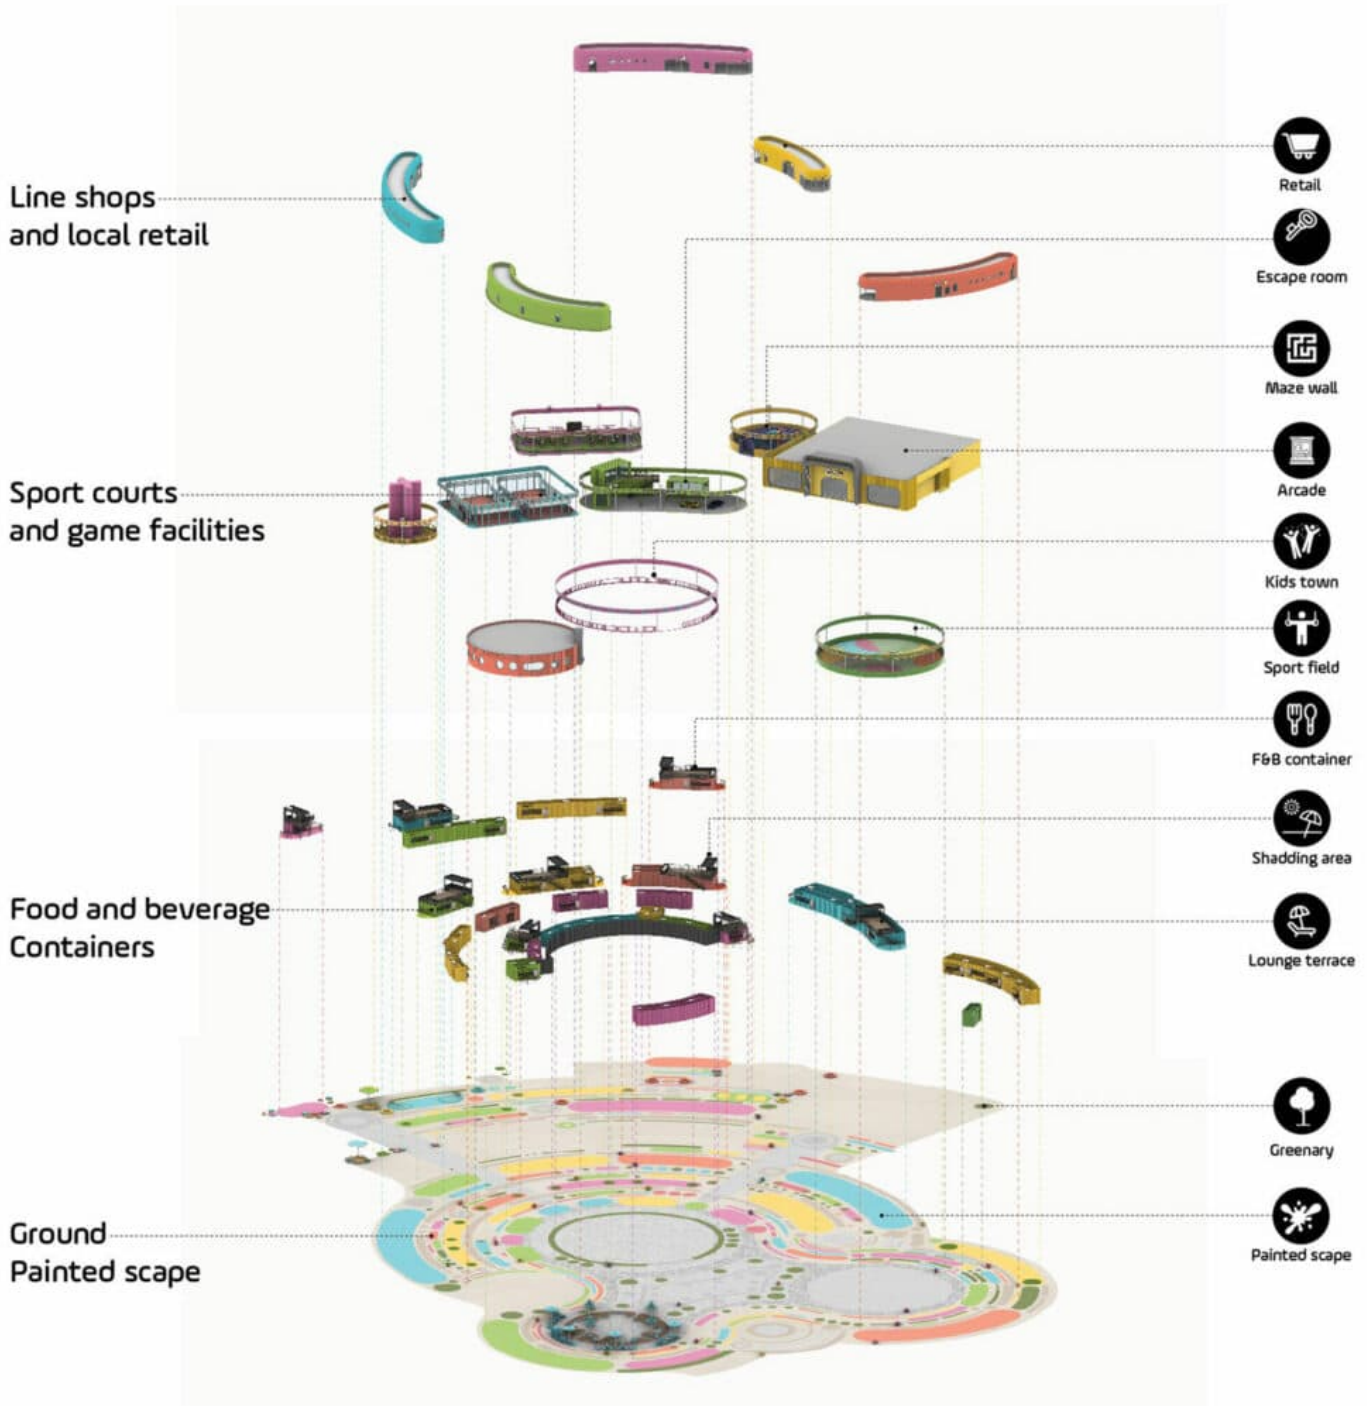 Line shops
and local retail
Sport courts
and game facilities
Food and beverage
Containers
Ground
Painted scape
Retail
Escape room
Maze wall
Arcade
Kids town
Sport field
F&B container
Shadding area
Lounge terrace
Greenary
Painted scape